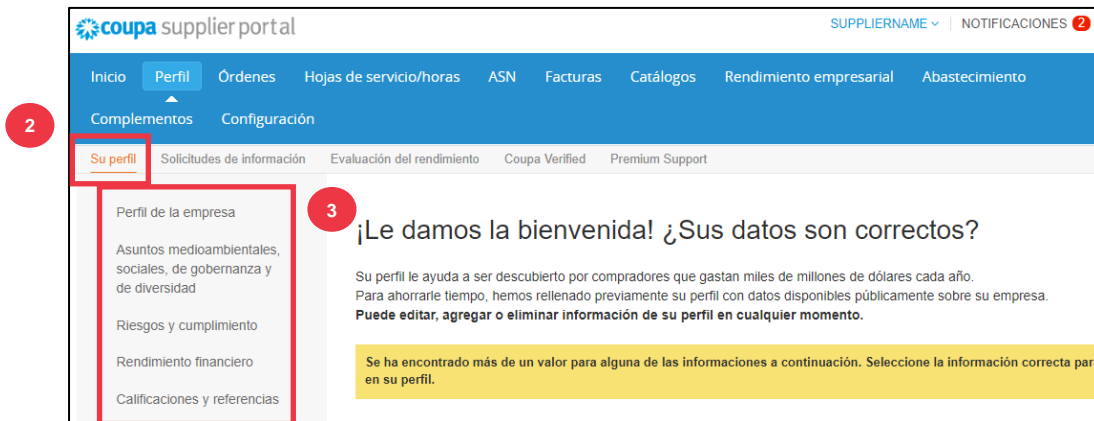 coupa supplier portal
SUPPLIERNAME NOTIFICACIONES 2
Inicio Perfil Órdenes Hojas de servicio/horas ASN Facturas Catálogos Rendimiento empresarial Abastecimiento
Complementos Configuración
2
Su perfil Solicitudes de información Evaluación del rendimiento Coupa Verified Premium Support
Perfil de la empresa
Asuntos medioambientales,
sociales, de gobernanza y
de diversidad
Riesgos y cumplimiento
Rendimiento financiero
Calificaciones y referencias
3
¡Le damos la bienvenida! ¿Sus datos son correctos?
Su perfil le ayuda a ser descubierto por compradores que gastan miles de millones de dólares cada año.
Para ahorrarle tiempo, hemos rellenado previamente su perfil con datos disponibles públicamente sobre su empresa.
Puede editar, agregar o eliminar información de su perfil en cualquier momento.
Se ha encontrado más de un valor para alguna de las informaciones a continuación. Seleccione la información correcta par
en su perfil.